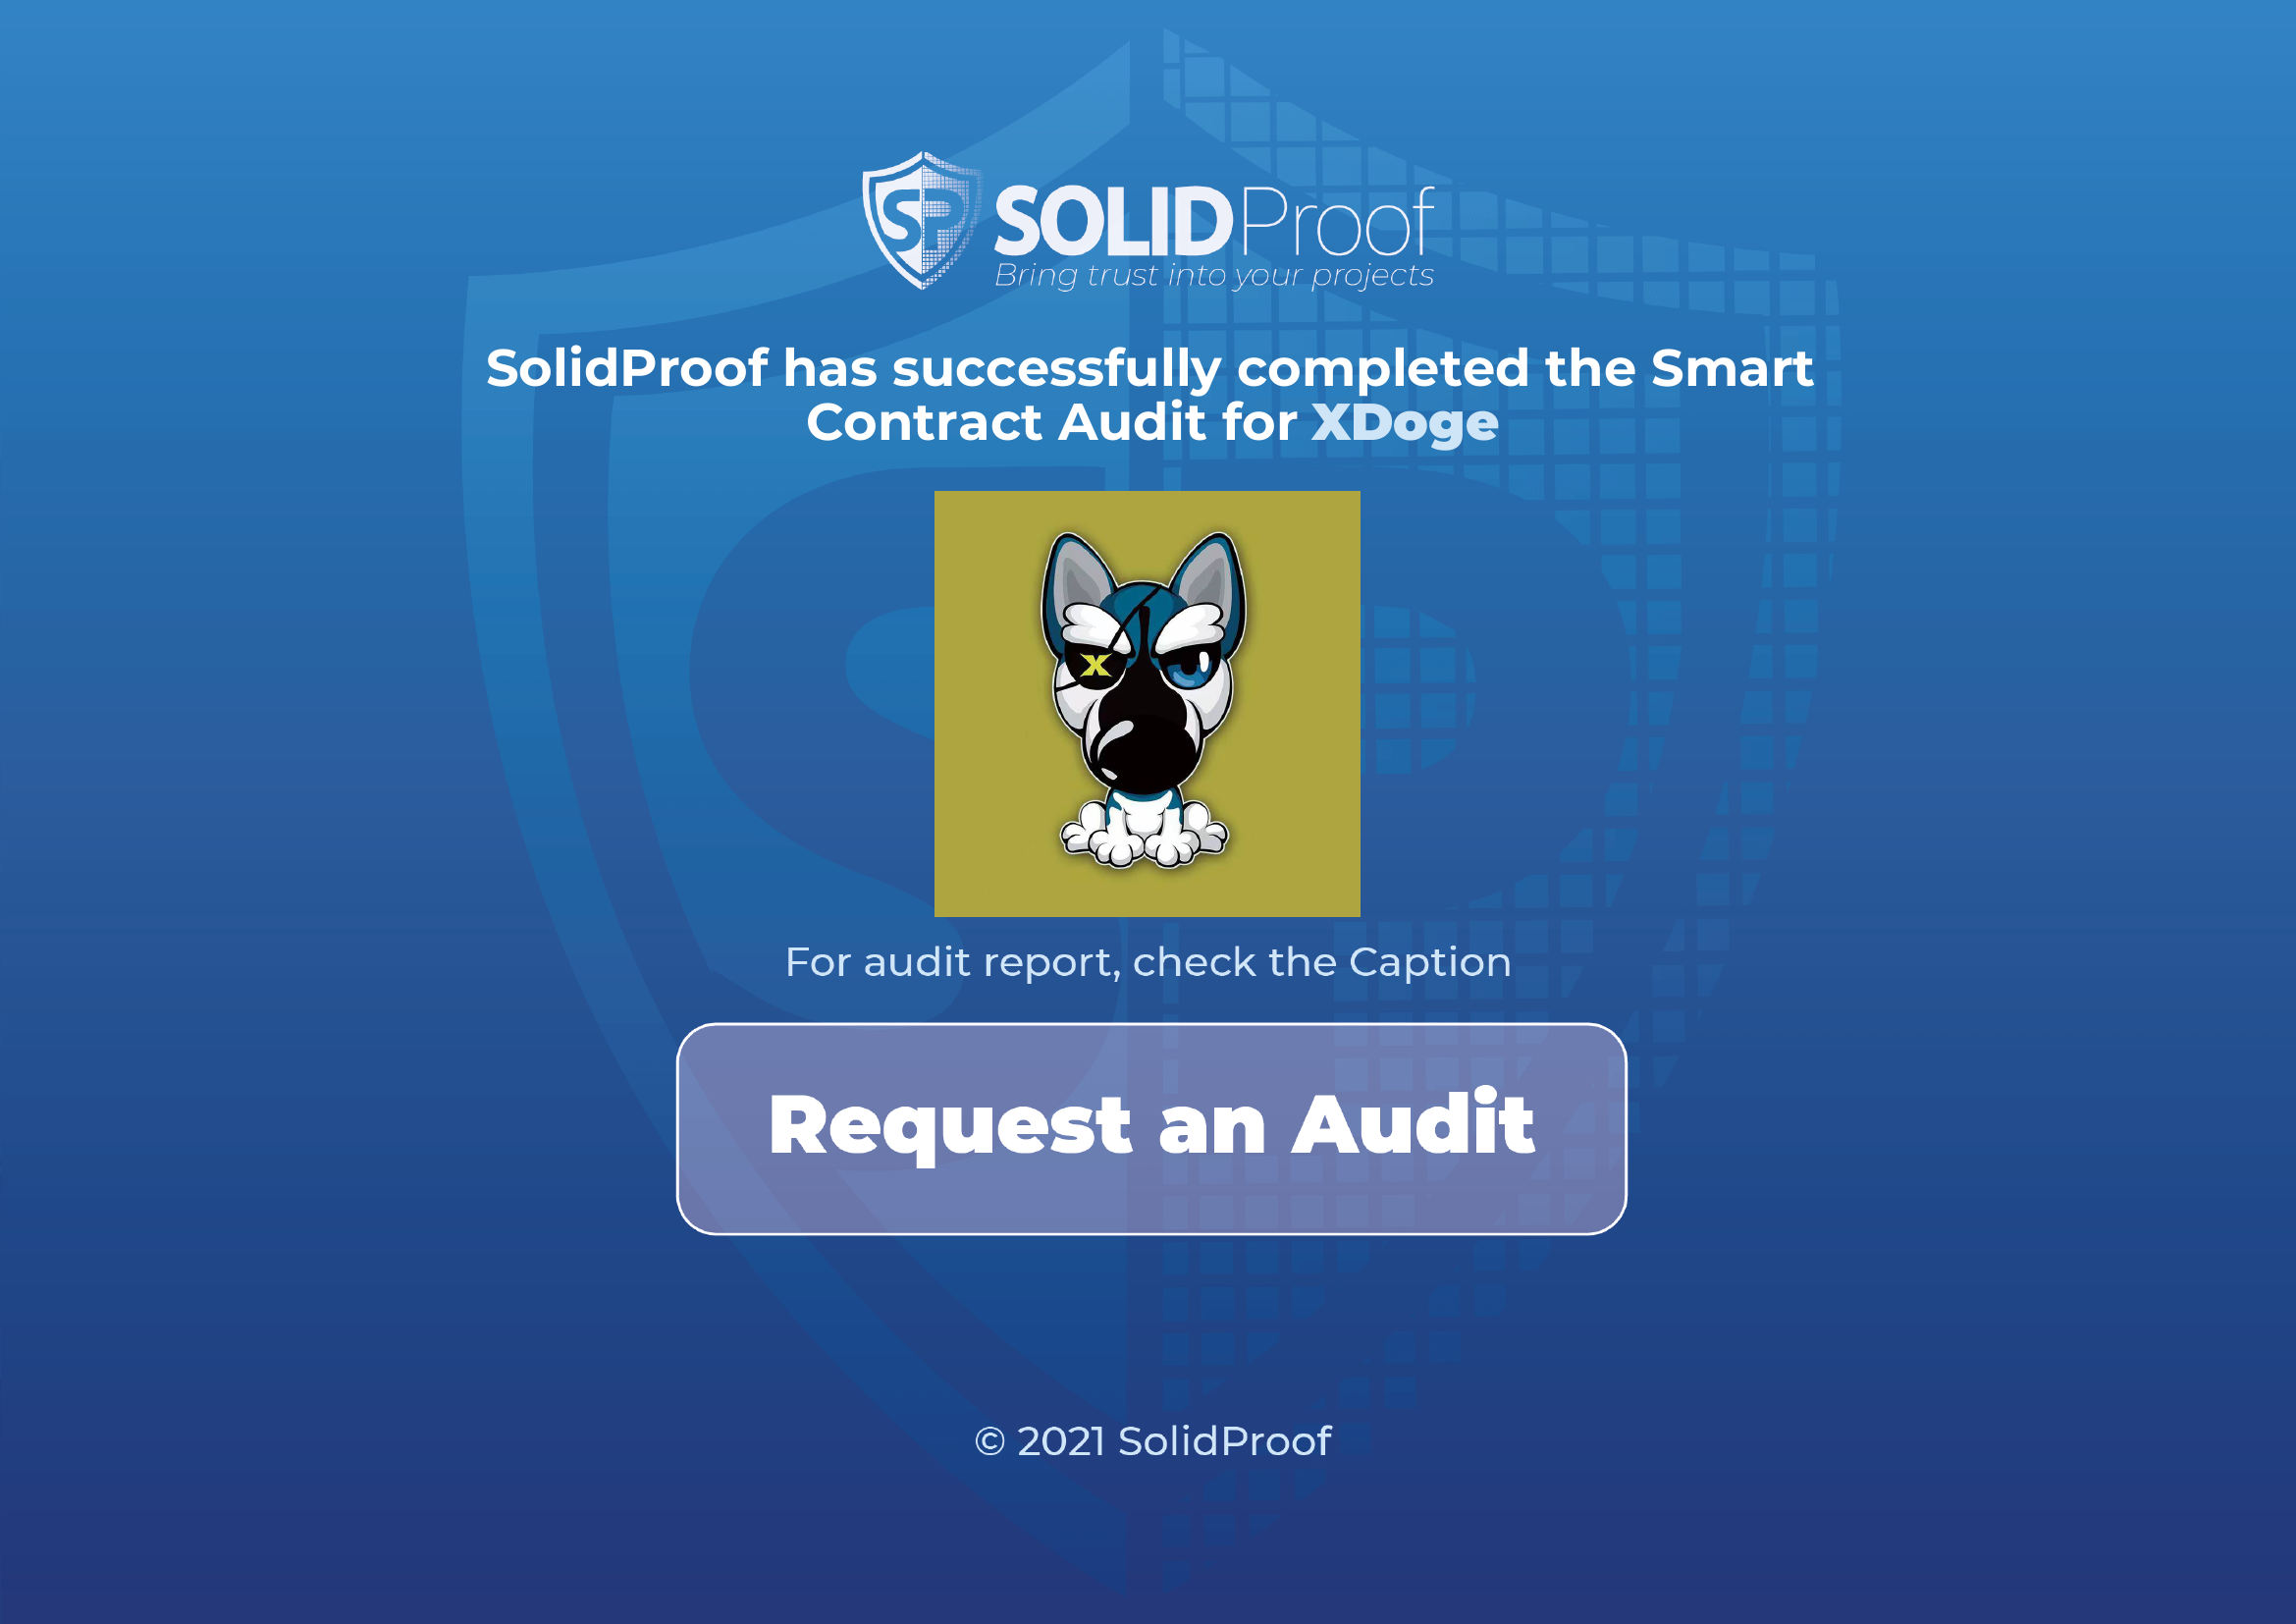 SP SOLIDProof
Bring trust into your projects
SolidProof has successfully completed the Smart
Contract Audit for XDoge
X
For audit report, check the Caption
Request an Audit
© 2021 SolidProof